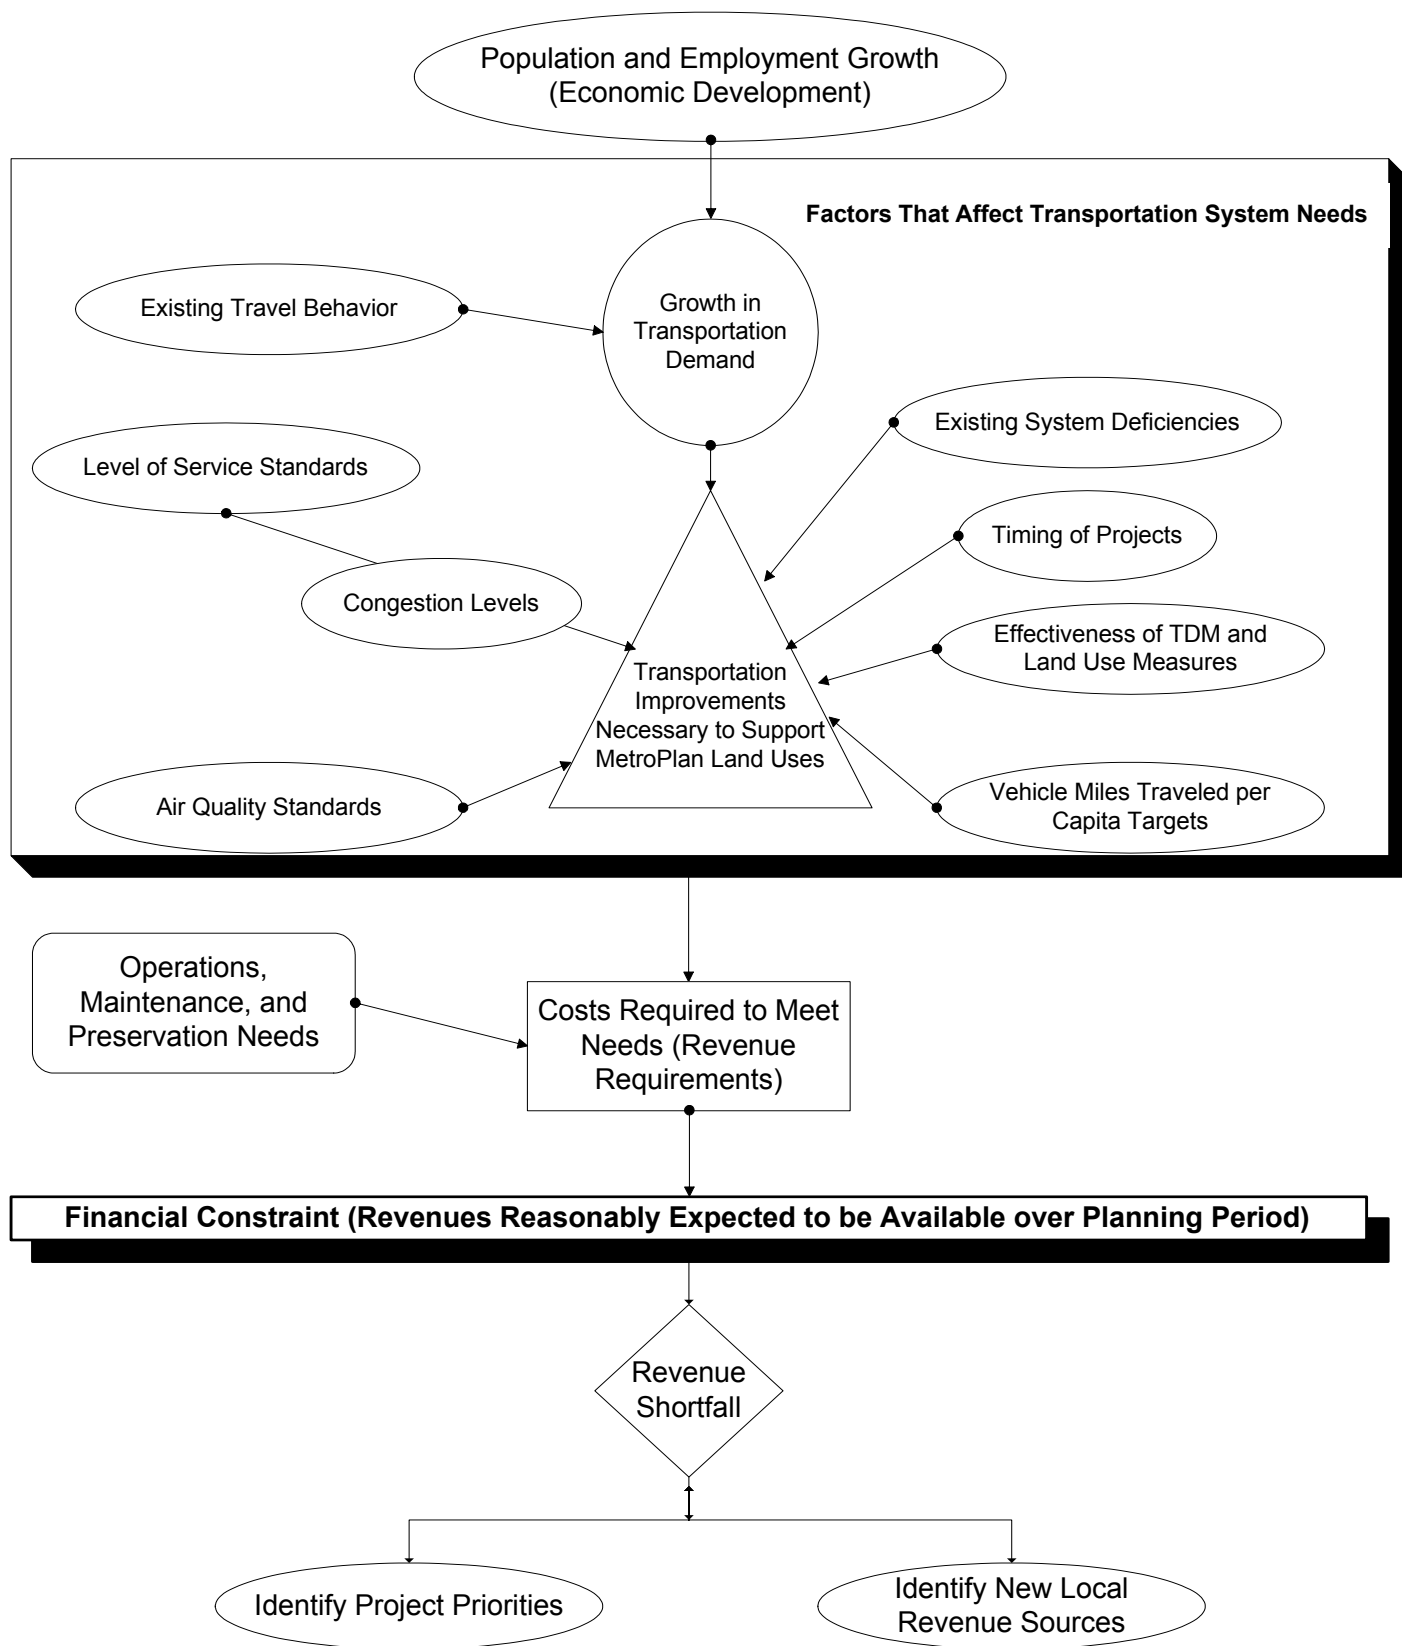 Population and Employment Growth
(Economic Development)
Factors That Affect Transportation System Needs
Existing Travel Behavior
Growth in
Transportation
Demand
Existing System Deficiencies
Level of Service Standards
Timing of Projects
Congestion Levels
Effectiveness of TDM and
Land Use Measures
Transportation
Improvements
Necessary to Support
MetroPlan Land Uses
Air Quality Standards
Vehicle Miles Traveled per
Capita Targets
Operations,
Maintenance, and
Preservation Needs
Costs Required to Meet
Needs (Revenue
Requirements)
Financial Constraint (Revenues Reasonably Expected to be Available over Planning Period)
Revenue
Shortfall
Identify Project Priorities
Identify New Local
Revenue Sources